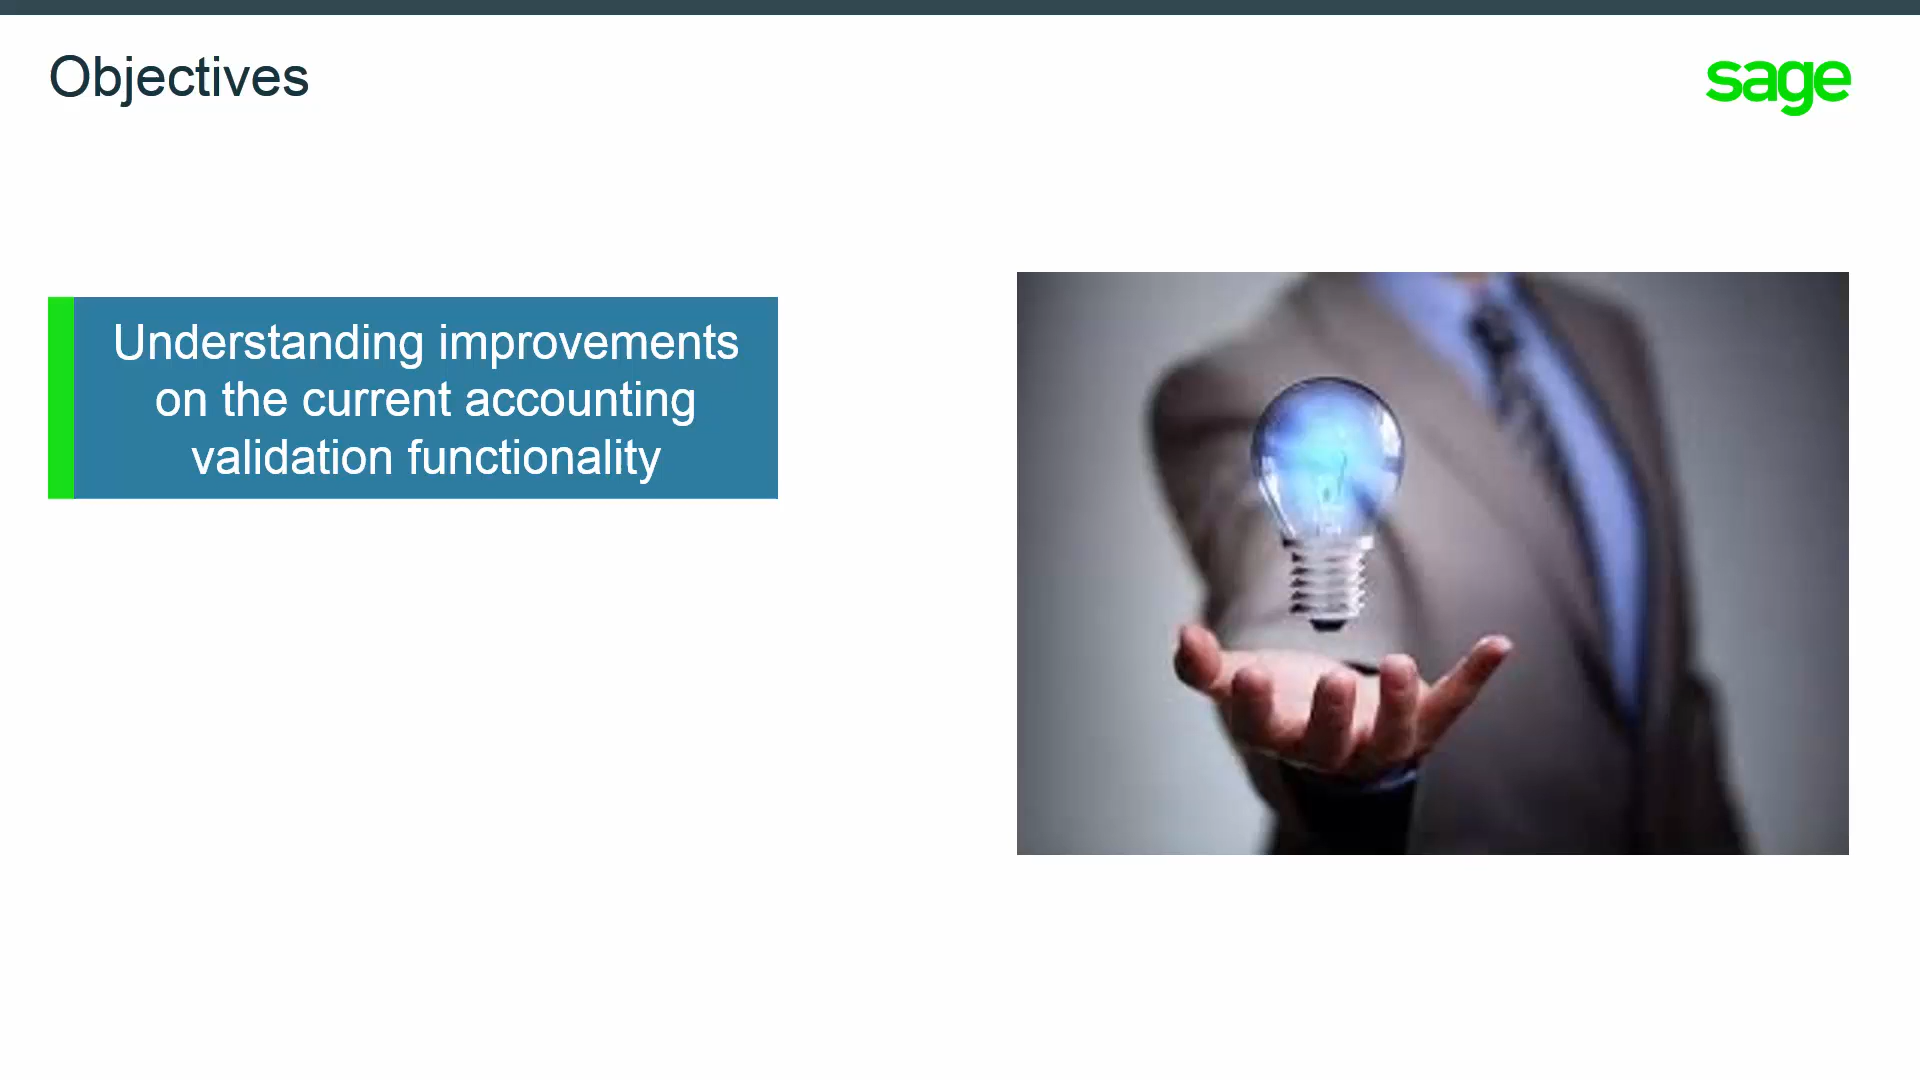 Objectives
sage
Understanding improvements
on the current accounting
validation functionality